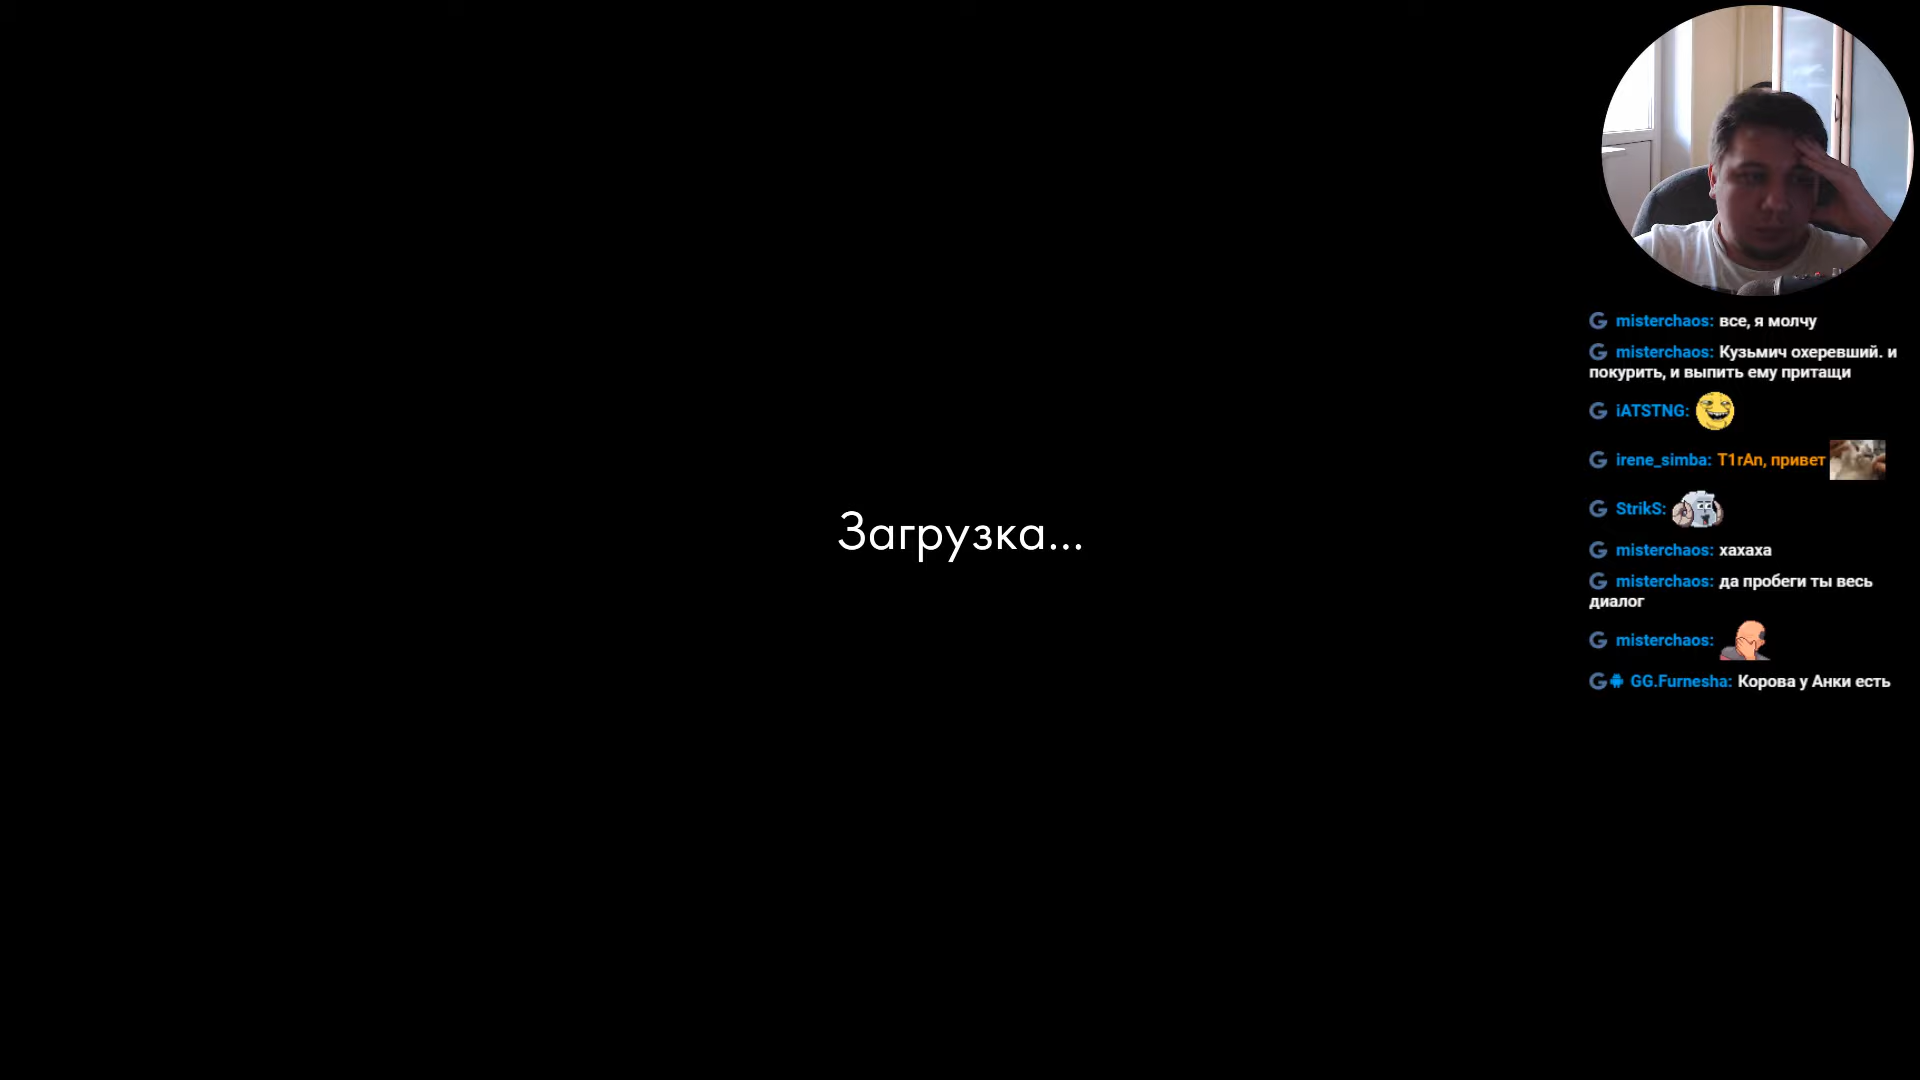 misterchaos: все, я молчу
misterchaos: Кузьмич охеревший. и
покурить, и выпить ему притащи
iATSTNG:
irene_simba: T1rAn, привет
StrikS:
Загрузка...
misterchaos: хахаха
misterchaos: да пробеги ты весь
диалог
misterchaos:
GG.Furnesha: Корова у Анки есть